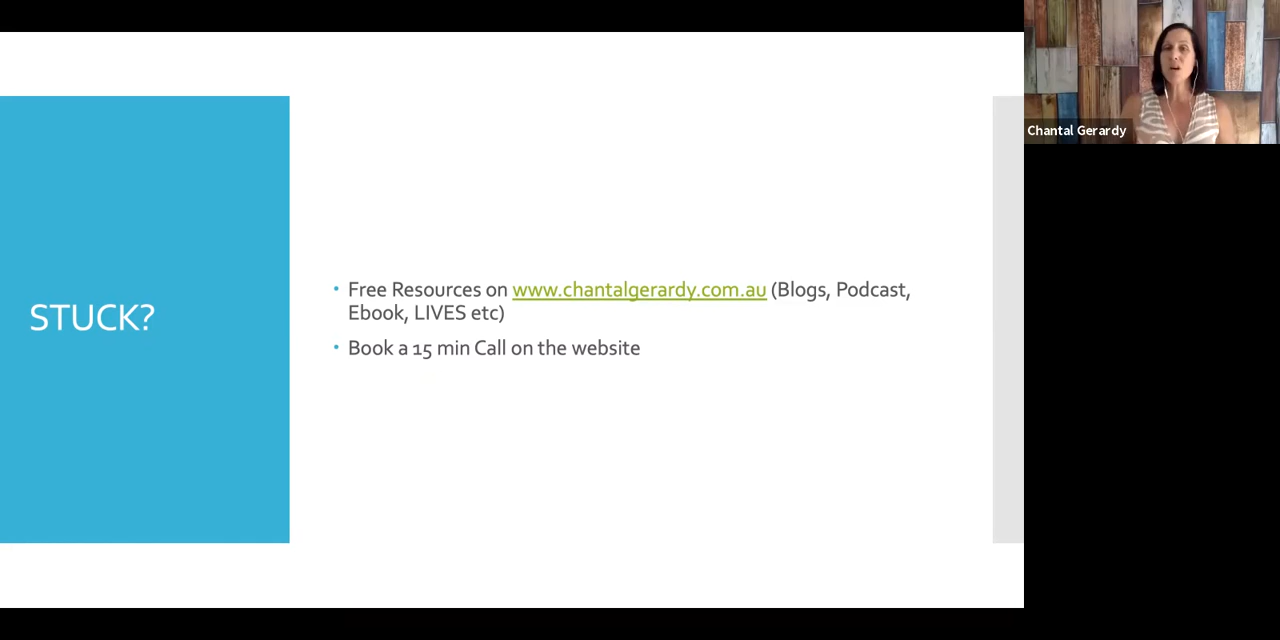 STUCK?
• Free Resources on www.chantalgerardy.com.au (Blogs, Podcast,
Ebook, LIVES etc)
• Book a 15 min Call on the website
Chantal Gerardy